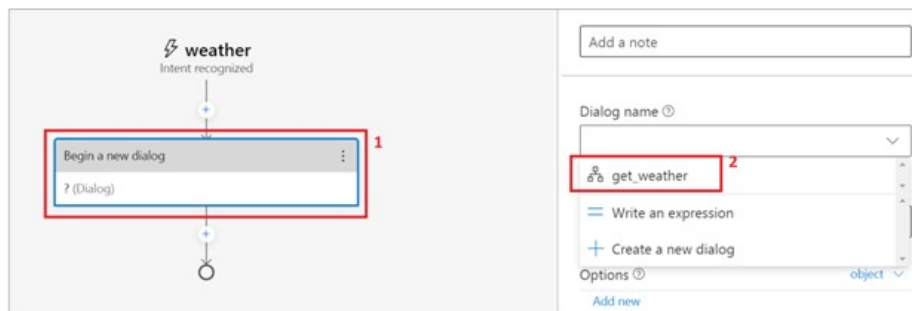 weather
Intent recognized
Begin a new dialog
1
? (Dialog)
Add a note
Dialog name
get_weather
2
Write an expression
Create a new dialog
Options
object
Add new